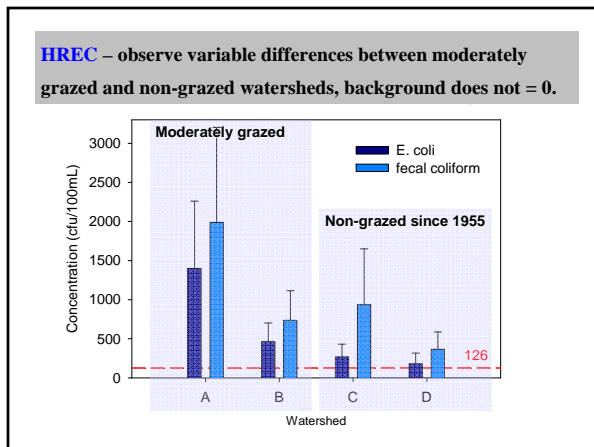 HREC – observe variable differences between moderately
grazed and non-grazed watersheds, background does not = 0.
Moderately grazed
E. coli
fecal coliform
Non-grazed since 1955
Concentration (cfu/100mL)
3000
2500
2000
1500
1000
500
0
126
A
B
C
D
Watershed